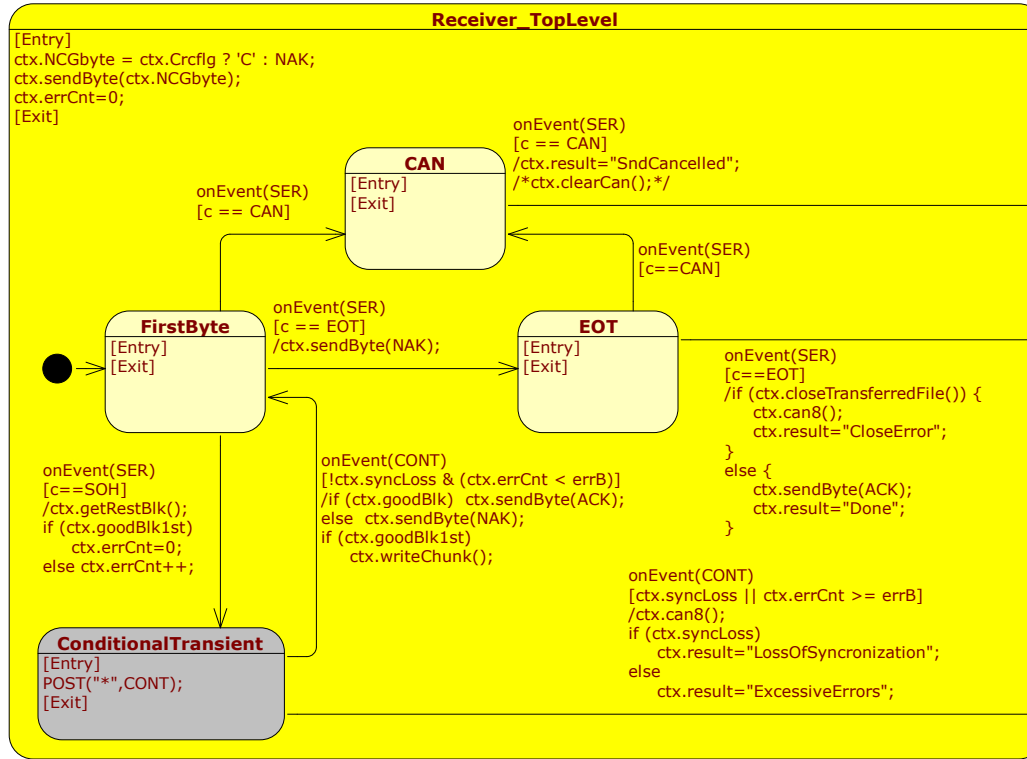 Receiver_TopLevel
[Entry]
ctx.NCGbyte = ctx.Crcflg ? 'C' : NAK;
ctx.sendByte(ctx.NCGbyte);
ctx.errCnt=0;
[Exit]
onEvent(SER)
[c == CAN]
/ctx.result="SndCancelled";
/*ctx.clearCan();*/
CAN
[Entry]
[Exit]
onEvent(SER)
[c == CAN]
onEvent(SER)
[c==CAN]
FirstByte
[Entry]
[Exit]
onEvent(SER)
[c == EOT]
/ctx.sendByte(NAK);
EOT
[Entry]
[Exit]
onEvent(SER)
[c==EOT]
/if (ctx.closeTransferredFile()) {
ctx.can8();
ctx.result="CloseError";
}
else {
ctx.sendByte(ACK);
ctx.result="Done";
}
onEvent(SER)
[c==SOH]
/ctx.getRestBlk();
if (ctx.goodBlk1st)
ctx.errCnt=0;
else ctx.errCnt++;
onEvent(CONT)
[!ctx.syncLoss & (ctx.errCnt < errB)]
/if (ctx.goodBlk)  ctx.sendByte(ACK);
else  ctx.sendByte(NAK);
if (ctx.goodBlk1st)
ctx.writeChunk();
onEvent(CONT)
[ctx.syncLoss || ctx.errCnt >= errB]
/ctx.can8();
if (ctx.syncLoss)
ctx.result="LossOfSyncronization";
else
ctx.result="ExcessiveErrors";
ConditionalTransient
[Entry]
POST("*",CONT);
[Exit]